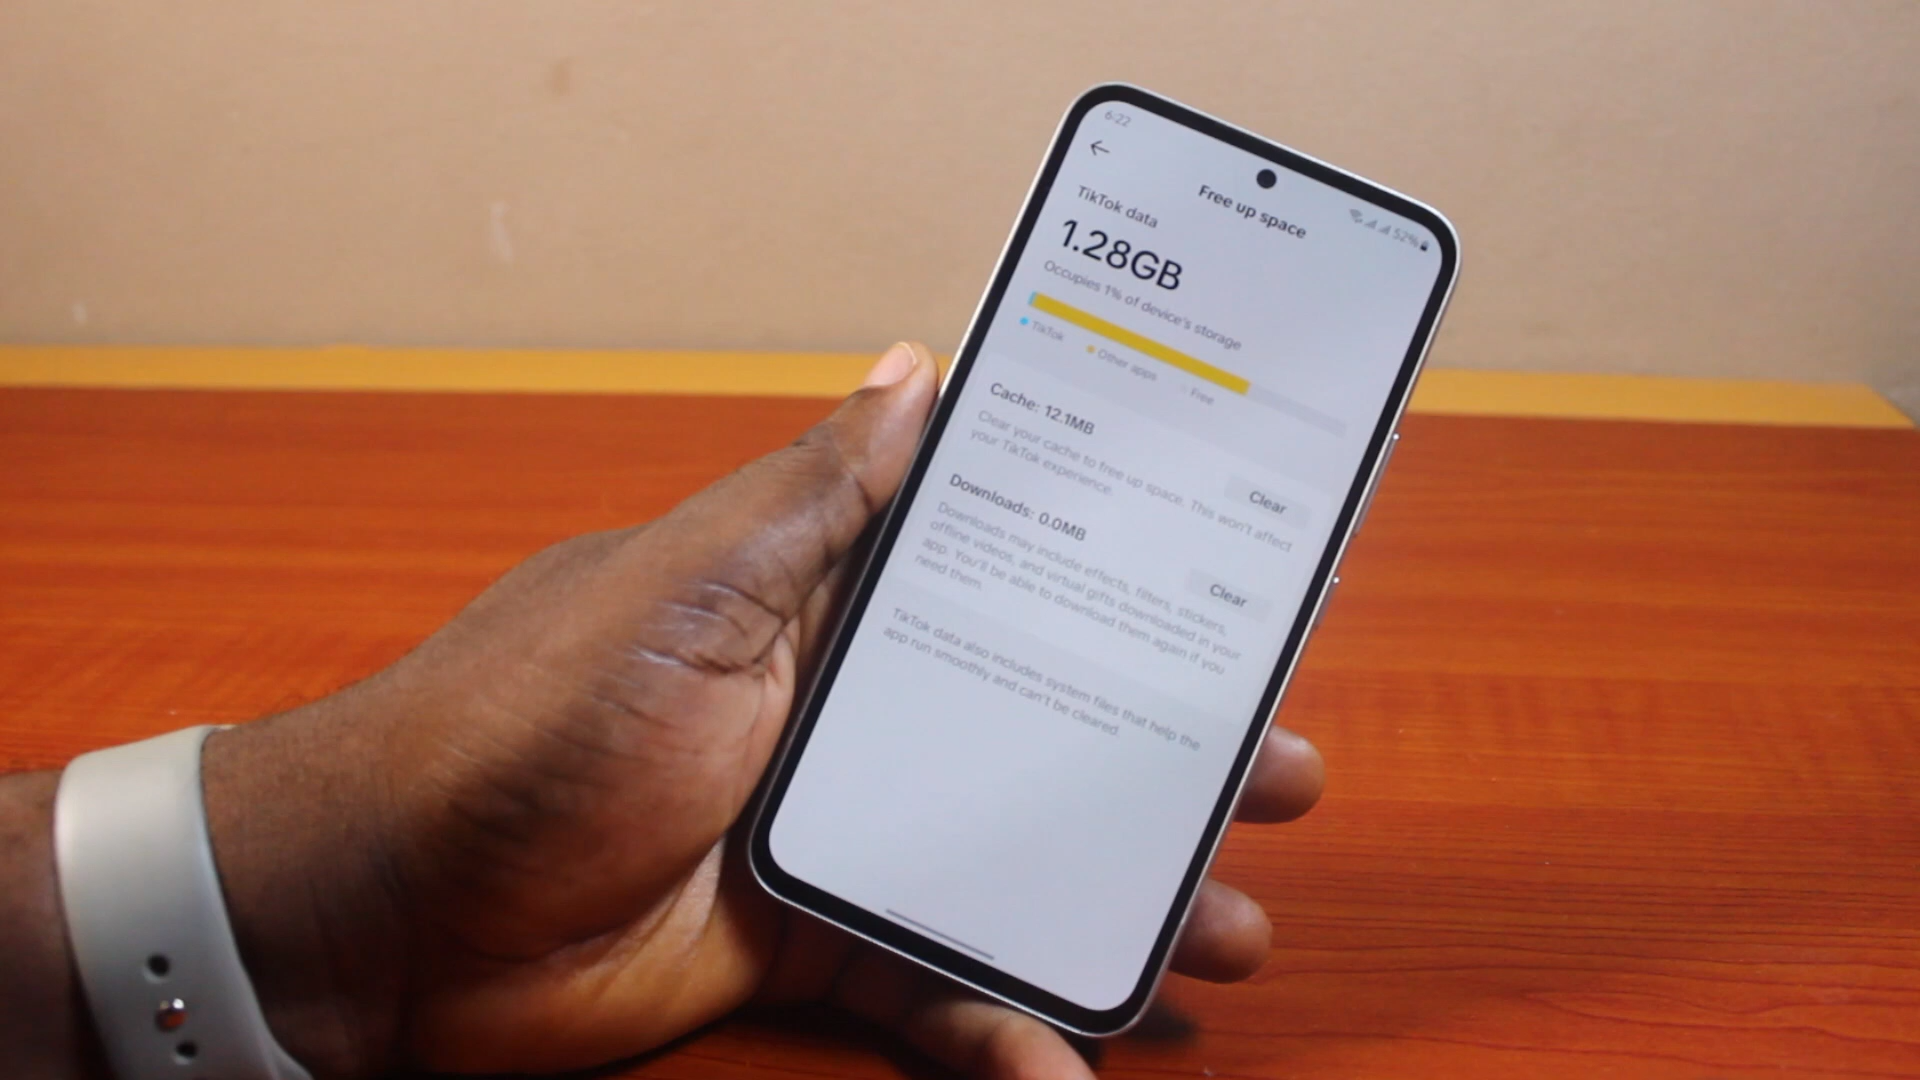 6:22
52%
Free up space
TikTok data
1.28GB
Occupies 1% of device's storage
TikTok
Other apps
Free
Cache: 12.1MB
Clear your cache to free up space. This won't affect
your TikTok experience.
Clear
Downloads: 0.0MB
Downloads may include effects, filters, stickers,
offline videos, and virtual gifts downloaded in your
app. You'll be able to download them again if you
need them.
Clear
TikTok data also includes system files that help the
app run smoothly and can't be cleared.